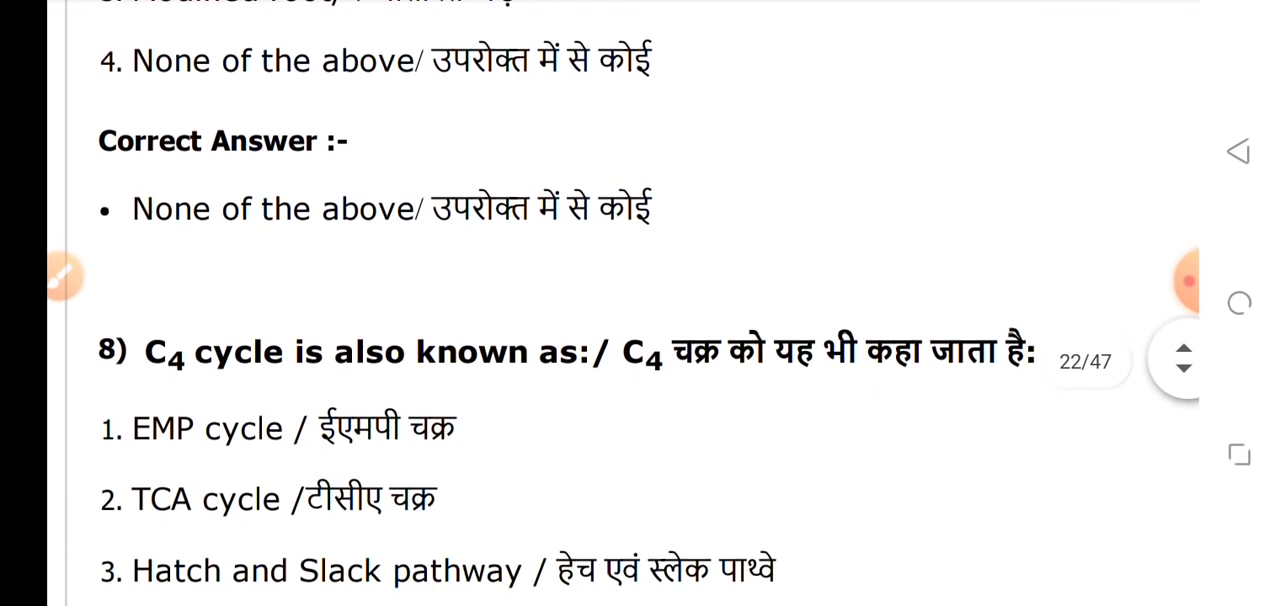 4. None of the above/ उपरोक्त में से कोई
Correct Answer :-
• None of the above/ उपरोक्त में से कोई
8) C₄ cycle is also known as:/ C₄ चक्र को यह भी कहा जाता है:
22/47
1. EMP cycle / ईएमपी चक्र
2. TCA cycle /टीसीए चक्र
3. Hatch and Slack pathway / हेच एवं स्लेक पाथ्वे